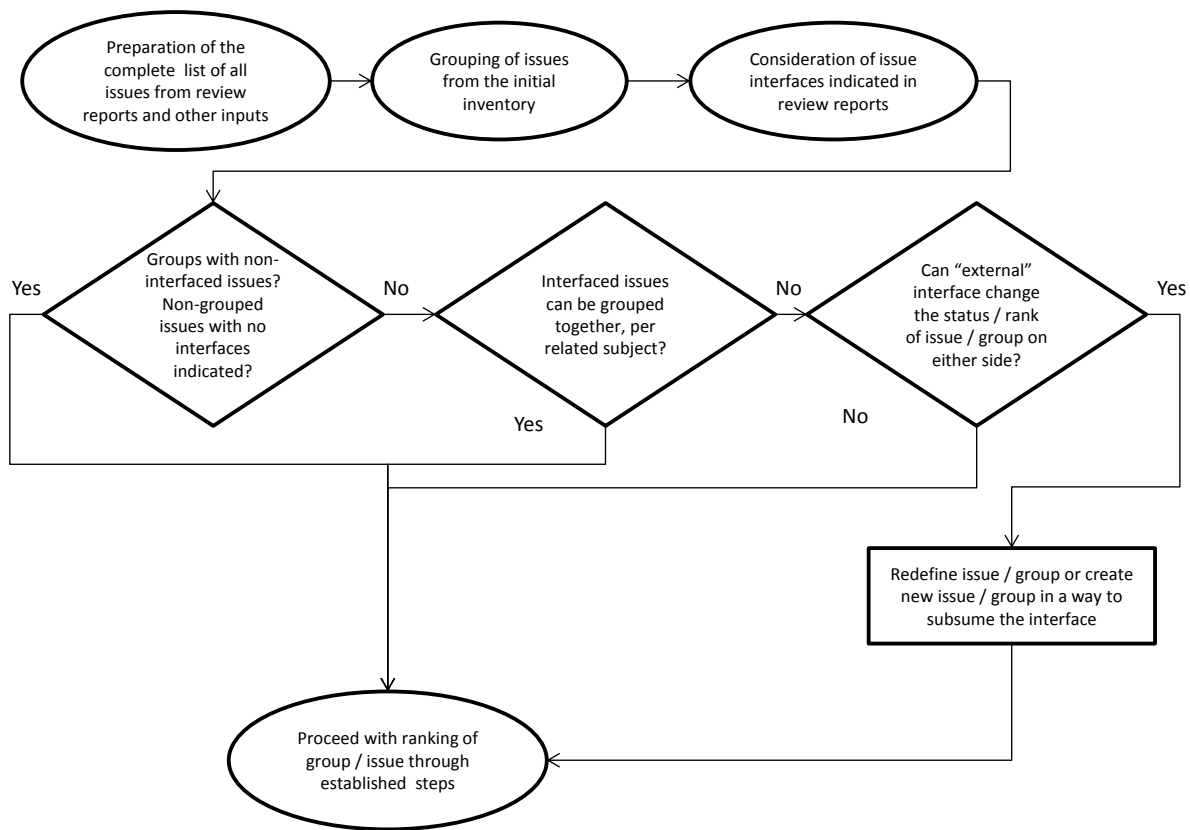 Preparation of the
complete list of all
issues from review
reports and other inputs
Grouping of issues
from the initial
inventory
Consideration of issue
interfaces indicated in
review reports
Yes
Groups with non-
interfaced issues?
Non-grouped
issues with no
interfaces
indicated?
No
Interfaced issues
can be grouped
together, per
related subject?
No
Can “external”
interface change
the status / rank
of issue / group on
either side?
Yes
Yes
No
Redefine issue / group or create
new issue / group in a way to
subsume the interface
Proceed with ranking of
group / issue through
established steps